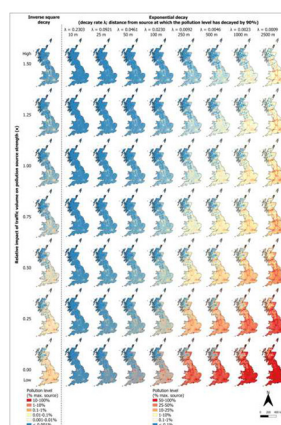 Inverse square
decay
Exponential decay
(decay rate λ; distance from source at which the pollution level has decayed by 90%)
λ = 0.2303
10 m
λ = 0.0921
25 m
λ = 0.0461
50 m
λ = 0.0230
100 m
λ = 0.0092
250 m
λ = 0.0046
500 m
λ = 0.0023
1000 m
λ = 0.0009
2500 m
Relative impact of traffic volume on pollution source strength (x)
High
1.50
1.25
1.00
0.75
0.50
0.25
0.00
Low
Pollution level
(% max. source)
10-100%
1-10%
0.1-1%
0.01-0.1%
0.001-0.01%
Pollution level
(% max. source)
50-100%
25-50%
10-25%
1-10%
0.1-1%